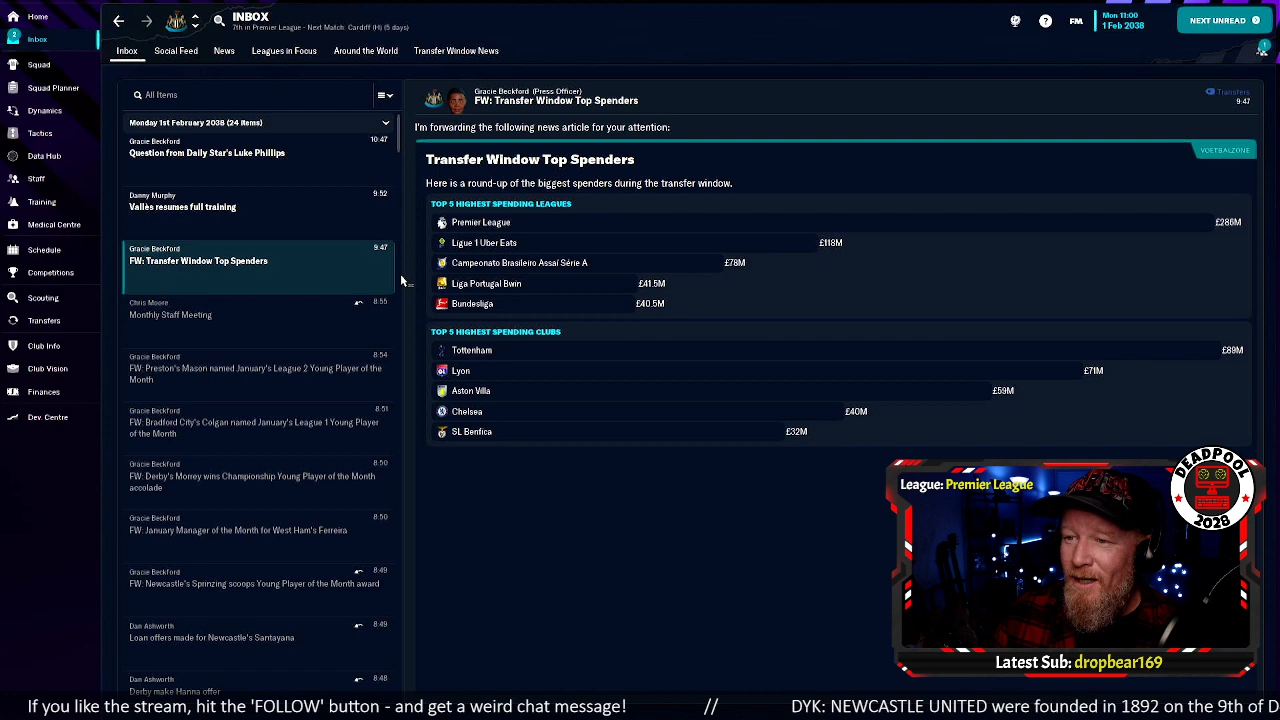 Home
2
Inbox
Squad
Squad Planner
Dynamics
Tactics
Data Hub
Staff
Training
Medical Centre
Schedule
Competitions
Scouting
Transfers
Club Info
Club Vision
Finances
Dev. Centre
INBOX
7th in Premier League - Next Match: Cardiff (H) (5 days)
FM
Mon 11:00
1 Feb 2038
NEXT UNREAD
1
Inbox
Social Feed
News
Leagues in Focus
Around the World
Transfer Window News
All Items
Monday 1st February 2038 (24 Items)
Gracie Beckford 10:47
Question from Daily Star's Luke Phillips
Danny Murphy 9:52
Vallès resumes full training
Gracie Beckford 9:47
FW: Transfer Window Top Spenders
Chris Moore 8:55
Monthly Staff Meeting
Gracie Beckford 8:54
FW: Preston's Mason named January's League 2 Young Player of the
Month
Gracie Beckford 8:51
FW: Bradford City's Colgan named January's League 1 Young Player
of the Month
Gracie Beckford 8:50
FW: Derby's Morrey wins Championship Young Player of the Month
accolade
Gracie Beckford 8:50
FW: January Manager of the Month for West Ham's Ferreira
Gracie Beckford 8:49
FW: Newcastle's Sprinzing scoops Young Player of the Month award
Dan Ashworth 8:49
Loan offers made for Newcastle's Santayana
Dan Ashworth 8:48
Derby make Hanna offer
Gracie Beckford (Press Officer)
FW: Transfer Window Top Spenders
Transfers
9:47
I'm forwarding the following news article for your attention:
VOETBALZONE
Transfer Window Top Spenders
Here is a round-up of the biggest spenders during the transfer window.
TOP 5 HIGHEST SPENDING LEAGUES
Premier League £286M
Ligue 1 Uber Eats £118M
Campeonato Brasileiro Assaí Série A £78M
Liga Portugal Bwin £41.5M
Bundesliga £40.5M
TOP 5 HIGHEST SPENDING CLUBS
Tottenham £89M
Lyon £71M
Aston Villa £59M
Chelsea £40M
SL Benfica £32M
League: Premier League
DEADPOOL
2028
Latest Sub: dropbear169
If you like the stream, hit the 'FOLLOW' button - and get a weird chat message! // DYK: NEWCASTLE UNITED were founded in 1892 on the 9th of D